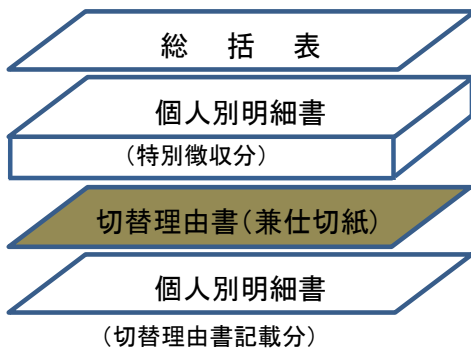 総　括　表
個人別明細書
（特別徴収分）
切替理由書（兼仕切紙）
個人別明細書
（切替理由書記載分）